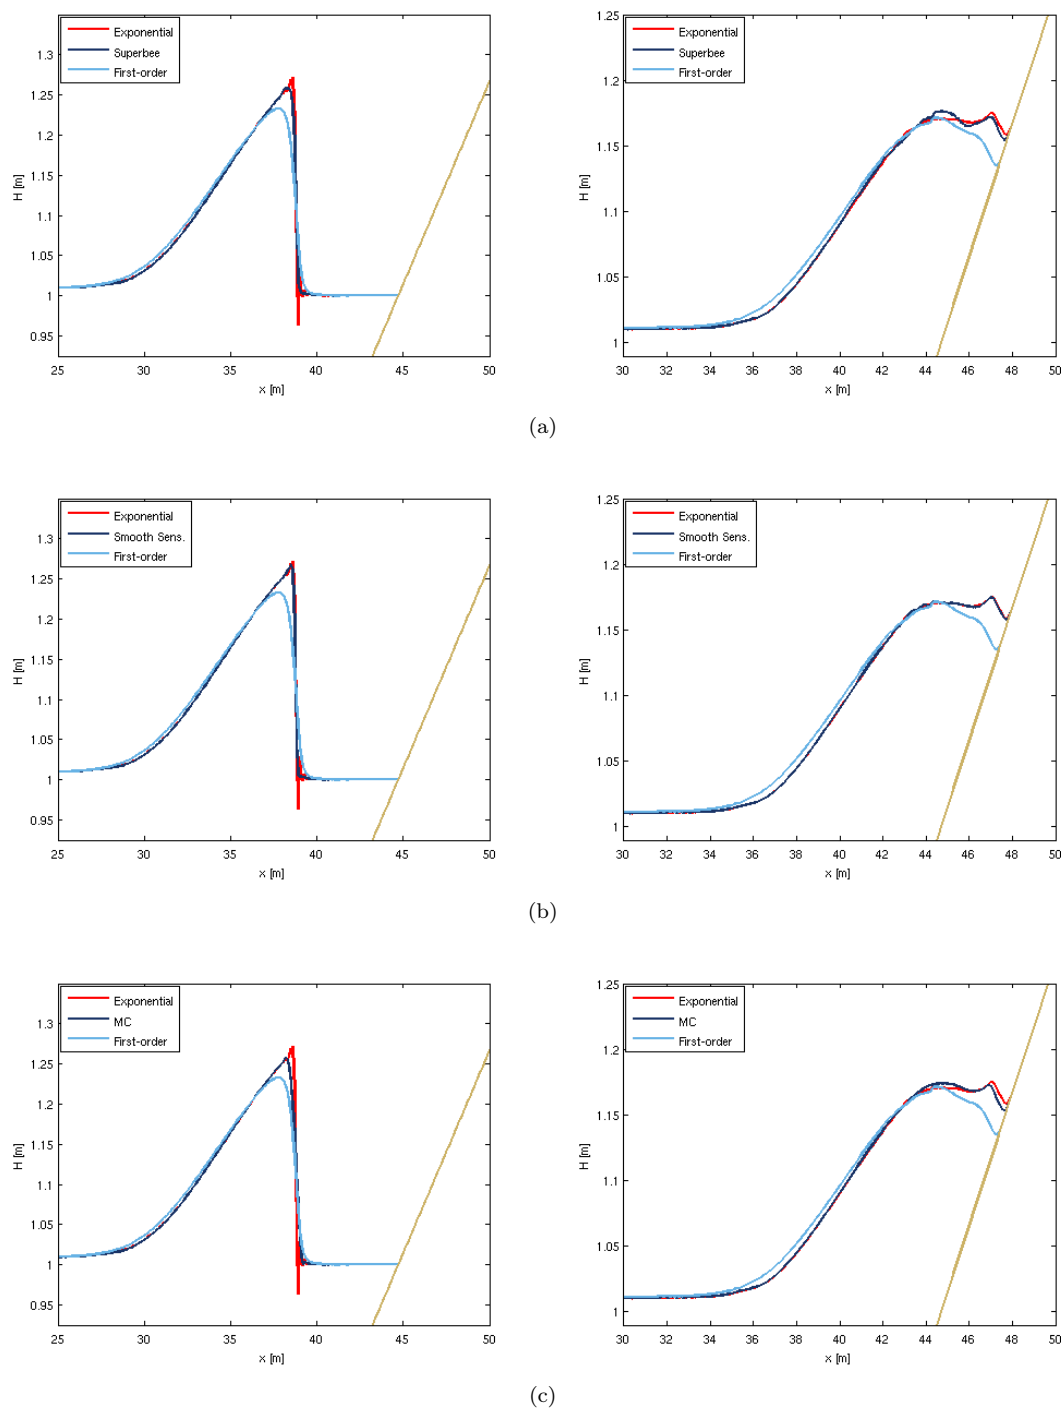 Exponential
Superbee
First-order
1.3
1.25
1.2
1.15
1.1
1.05
1
0.95
H [m]
25 30 35 40 45 50
x [m]
Exponential
Superbee
First-order
1.25
1.2
1.15
1.1
1.05
1
H [m]
30 32 34 36 38 40 42 44 46 48 50
x [m]
(a)
Exponential
Smooth Sens.
First-order
1.3
1.25
1.2
1.15
1.1
1.05
1
0.95
H [m]
25 30 35 40 45 50
x [m]
Exponential
Smooth Sens.
First-order
1.25
1.2
1.15
1.1
1.05
1
H [m]
30 32 34 36 38 40 42 44 46 48 50
x [m]
(b)
Exponential
MC
First-order
1.3
1.25
1.2
1.15
1.1
1.05
1
0.95
H [m]
25 30 35 40 45 50
x [m]
Exponential
MC
First-order
1.25
1.2
1.15
1.1
1.05
1
H [m]
30 32 34 36 38 40 42 44 46 48 50
x [m]
(c)